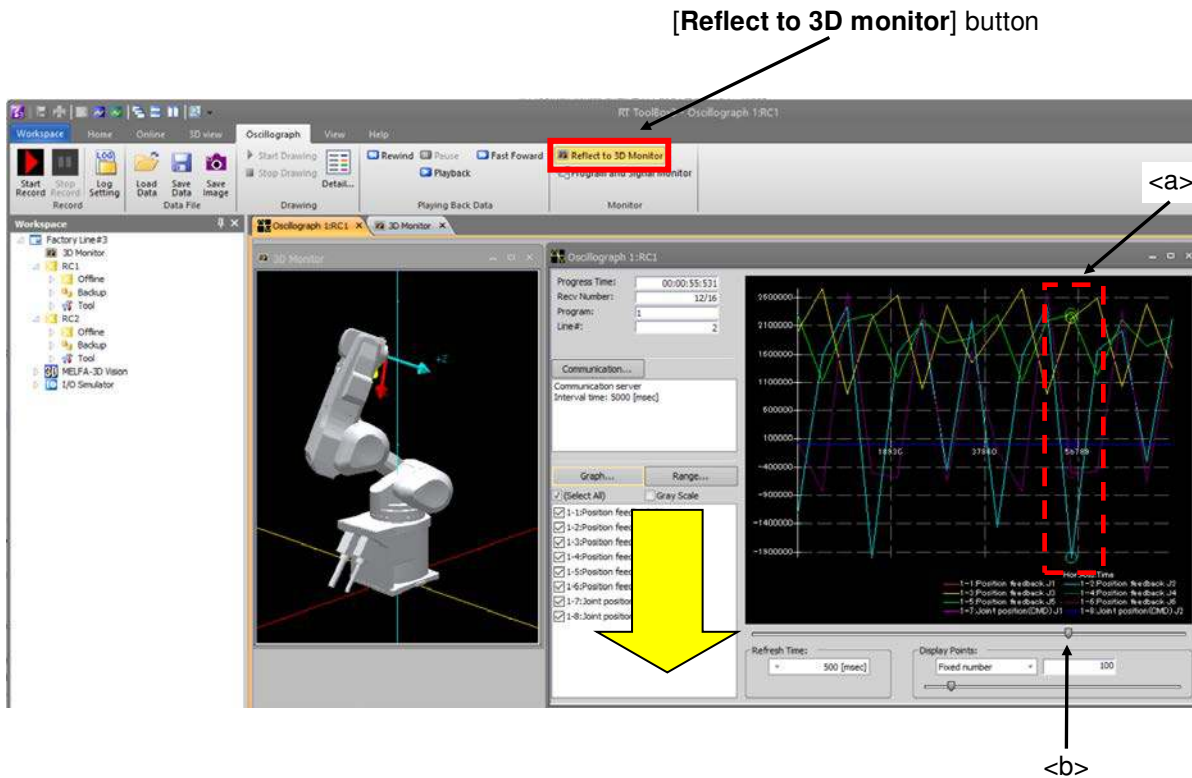 [Reflect to 3D monitor] button
RT ToolBox3 - Oscillograph 1:RC1
Workspace Home Online 3D view Oscillograph View Help
Start Record
Stop Record
Log Setting
Record
Load Data
Save Data
Save Image
Data File
Start Drawing
Stop Drawing
Detail...
Drawing
Rewind Pause Fast Foward
Playback
Playing Back Data
Reflect to 3D Monitor
Program and Signal Monitor
Monitor
<a>
Workspace
Factory Line#3
3D Monitor
RC1
Offline
Backup
Tool
RC2
Offline
Backup
Tool
MELFA-3D Vision
I/O Simulator
Oscillograph 1:RC1 3D Monitor
3D Monitor
+Z
Oscillograph 1:RC1
Progress Time: 00:00:55:531
Recv Number: 12/16
Program: 1
Line#: 2
Communication...
Communication server
Interval time: 5000 [msec]
Graph... Range...
(Select All) Gray Scale
1-1:Position feed
1-2:Position feed
1-3:Position feed
1-4:Position feed
1-5:Position feed
1-6:Position feed
1-7:Joint position
1-8:Joint position
2600000
2100000
1600000
1100000
600000
100000
-400000
-900000
-1400000
-1900000
18936 37860 56789
Time
1-1:Position feedback J1 1-2:Position feedback J2
1-3:Position feedback J3 1-4:Position feedback J4
1-5:Position feedback J5 1-6:Position feedback J6
1-7:Joint position(CMD) J1 1-8:Joint position(CMD) J2
Refresh Time:
500 [msec]
Display Points:
Fixed number 100
<b>